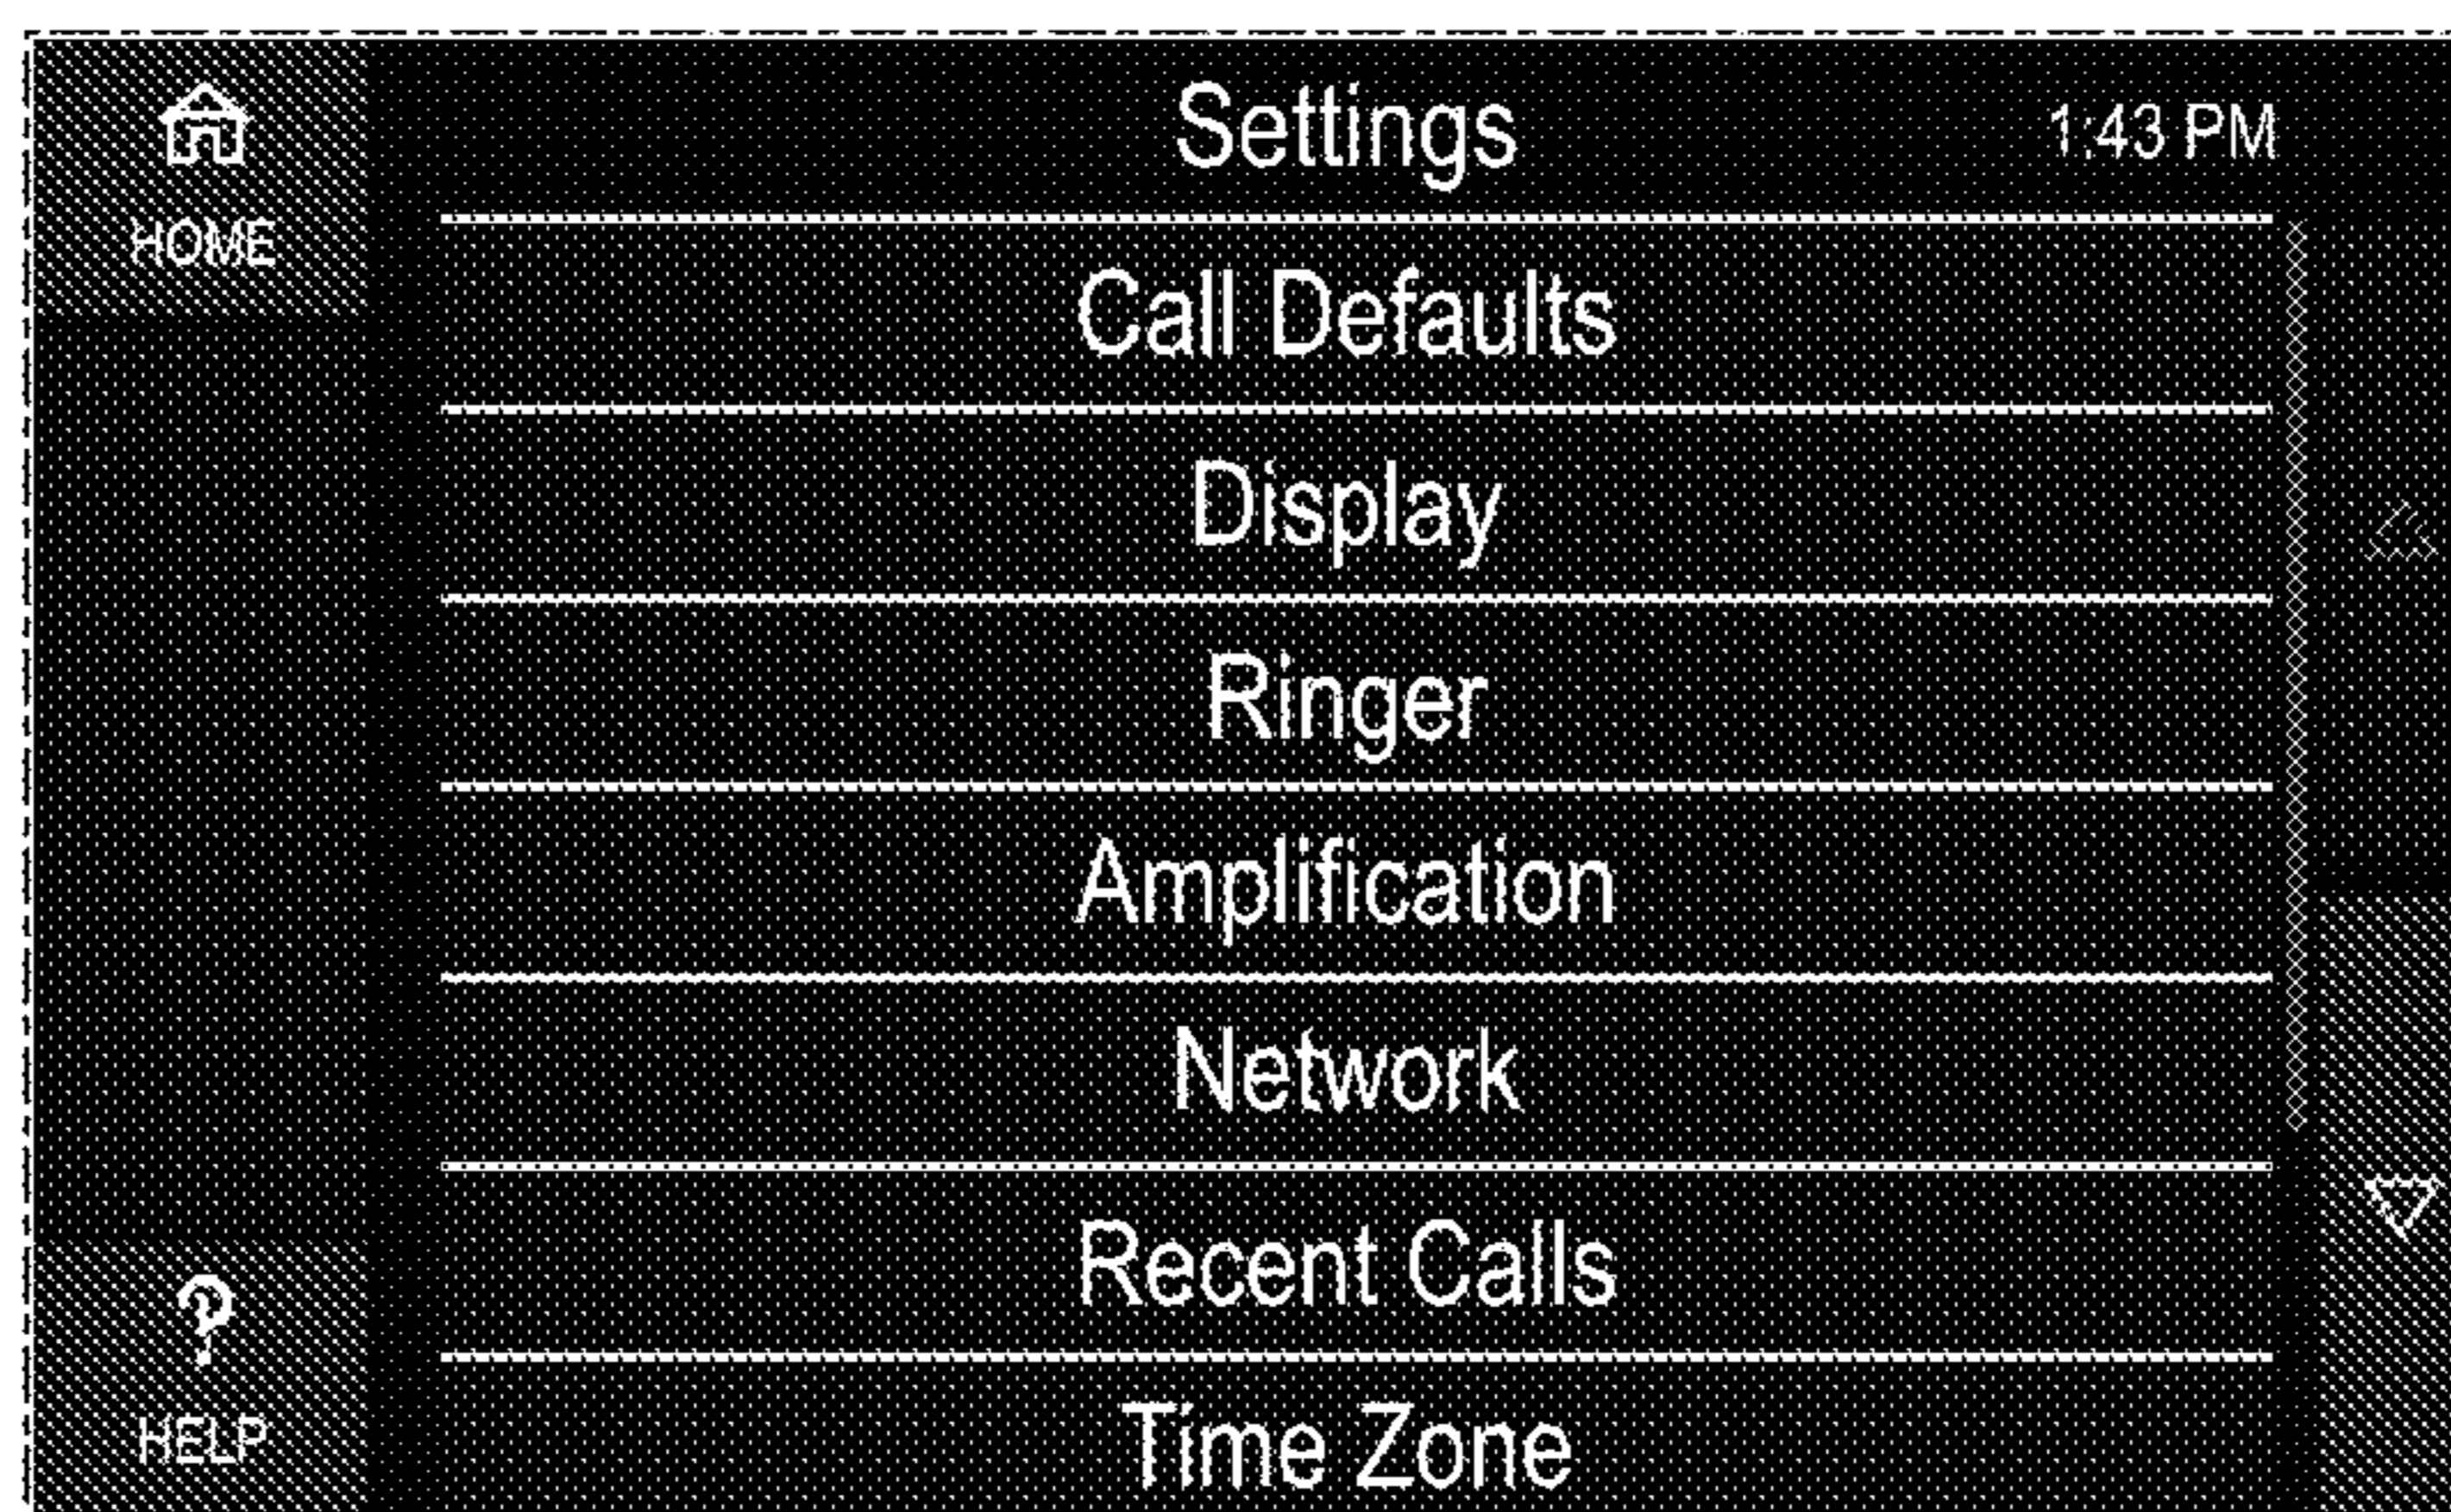 Settings
1:43 PM
HOME
Call Defaults
Display
Ringer
Amplification
Network
Recent Calls
Time Zone
HELP